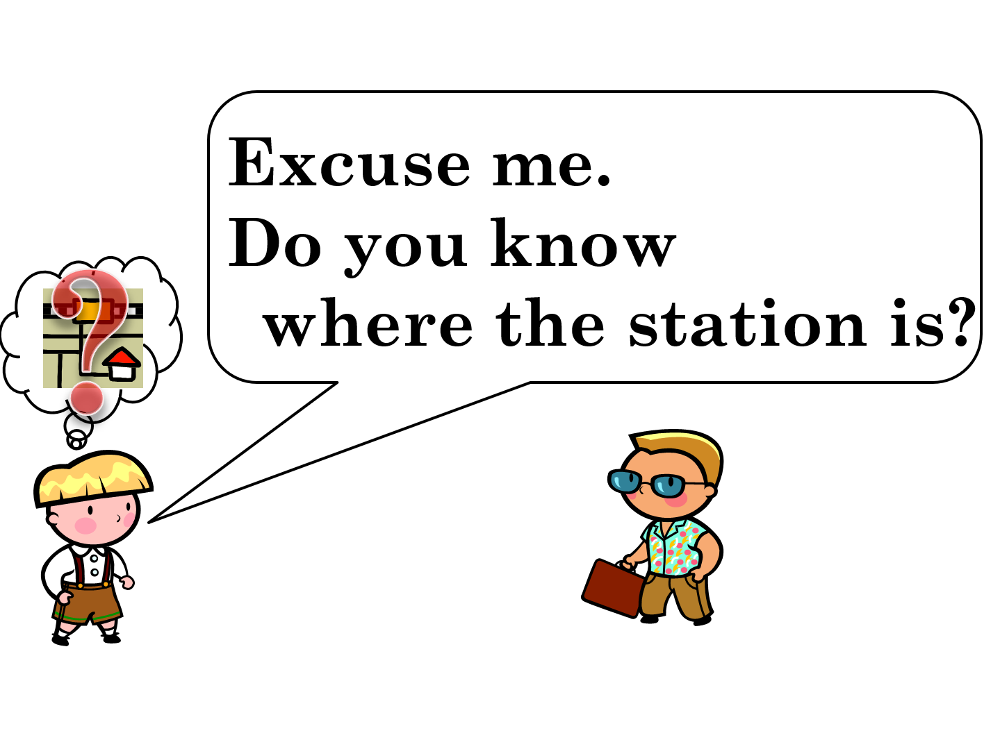 Excuse me.
Do you know
where the station is?
?